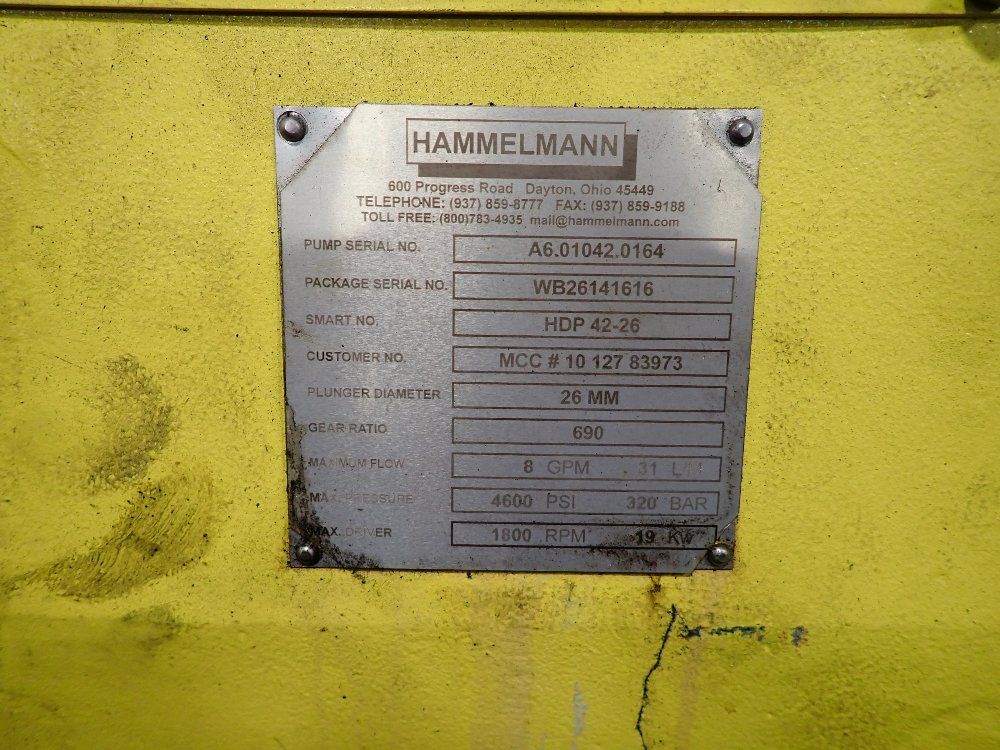 HAMMELMANN
600 Progress Road Dayton, Ohio 45449
TELEPHONE: (937) 859-8777 FAX: (937) 859-9188
TOLL FREE: (800)783-4935 mail@hammelmann.com
PUMP SERIAL NO. A6.01042.0164
PACKAGE SERIAL NO. WB26141616
SMART NO. HDP 42-26
CUSTOMER NO. MCC # 10 127 83973
PLUNGER DIAMETER 26 MM
GEAR RATIO 690
MAXIMUM FLOW 8 GPM 31 L/M
MAX. PRESSURE 4600 PSI 320 BAR
MAX. DRIVER 1800 RPM 19 KW